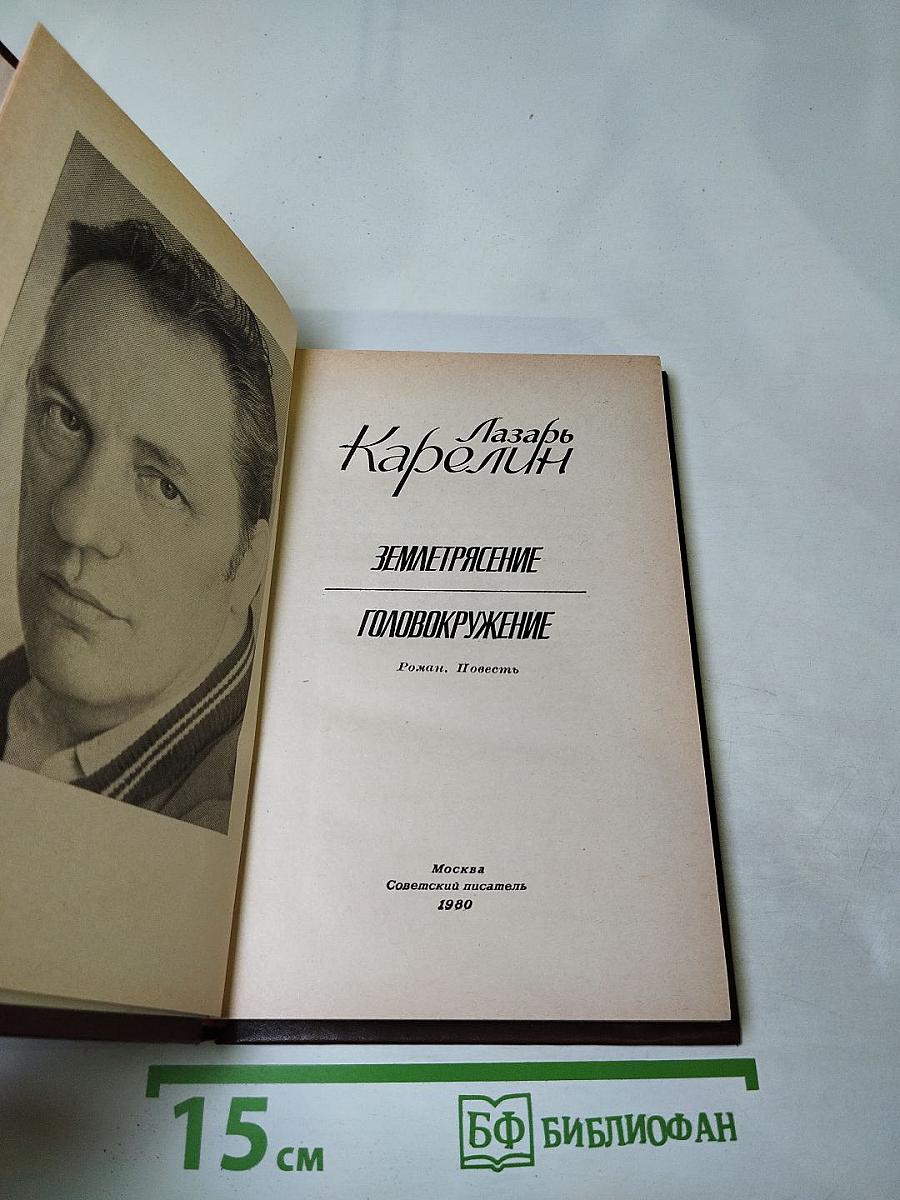 Лазарь
Карелин
ЗЕМЛЕТРЯСЕНИЕ
ГОЛОВОКРУЖЕНИЕ
Роман. Повесть
Москва
Советский писатель
1980
15 см
БФ БИБЛИОФАН